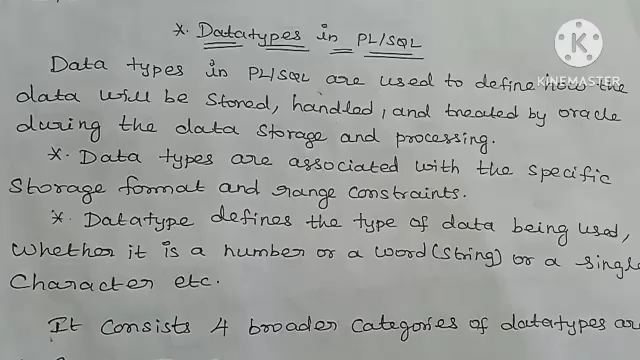 * Datatypes in PL/SQL
Data types in PL/SQL are used to define how the
data will be stored, handled, and treated by oracle
during the data storage and processing.
* Data types are associated with the specific
storage format and range constraints.
* Datatype defines the type of data being used,
whether it is a number or a word (string) or a single
character etc.
It consists 4 broader categories of datatypes are
KINEMASTER